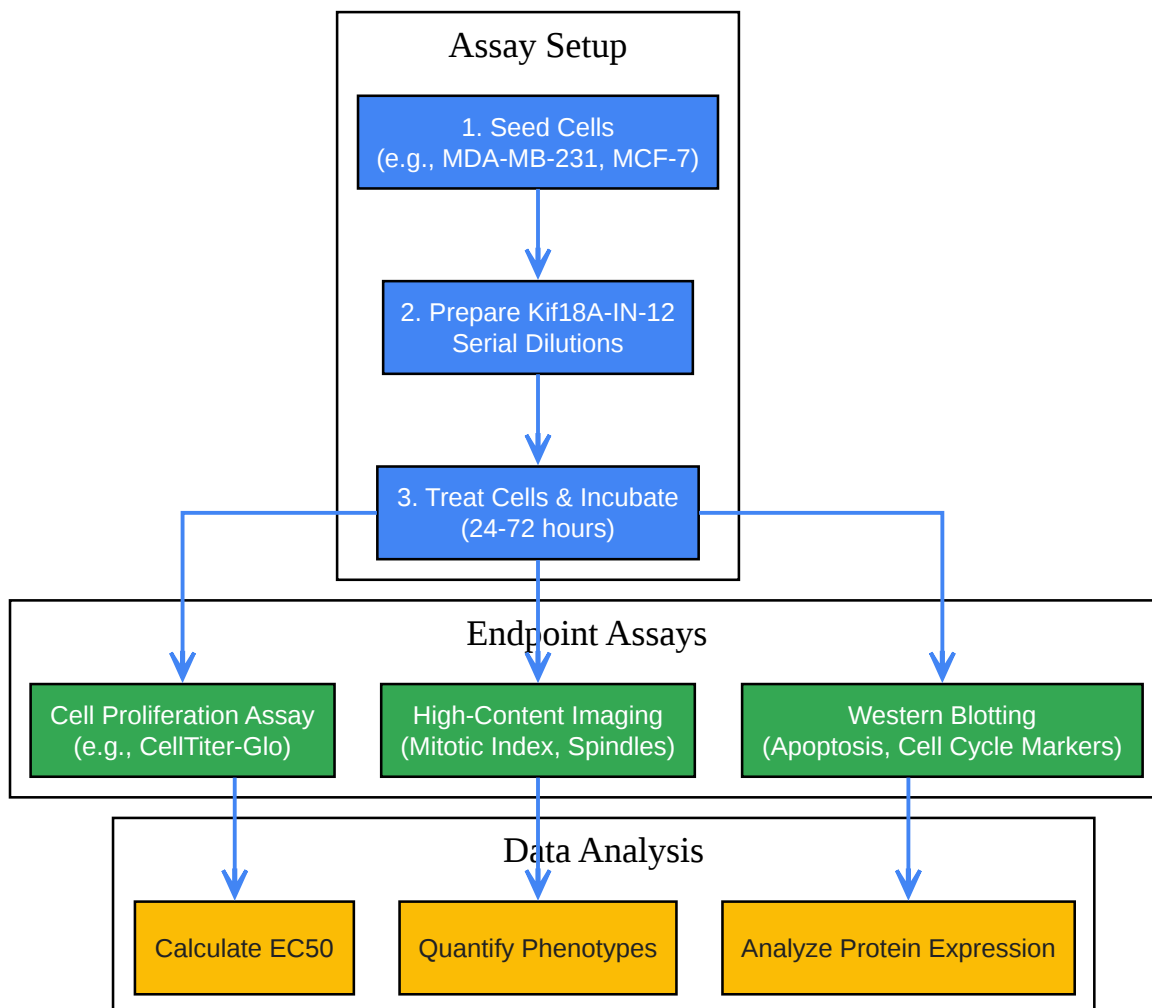 Assay Setup
1. Seed Cells
(e.g., MDA-MB-231, MCF-7)
2. Prepare Kif18A-IN-12
Serial Dilutions
3. Treat Cells & Incubate
(24-72 hours)
Endpoint Assays
Cell Proliferation Assay
(e.g., CellTiter-Glo)
High-Content Imaging
(Mitotic Index, Spindles)
Western Blotting
(Apoptosis, Cell Cycle Markers)
Data Analysis
Calculate EC50
Quantify Phenotypes
Analyze Protein Expression